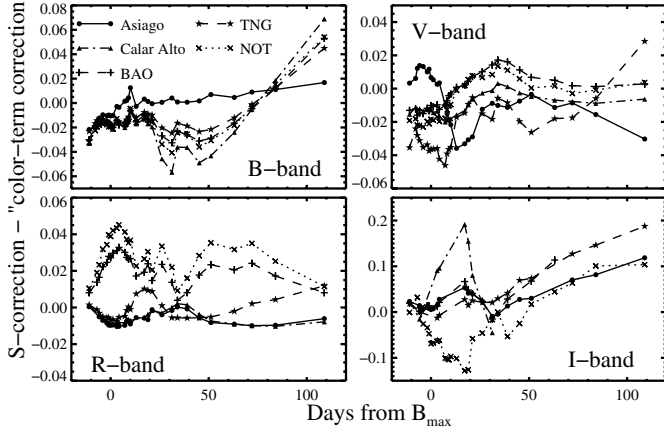 Asiago
TNG
Calar Alto
NOT
BAO
0.08
0.06
0.04
0.02
0.00
−0.02
−0.04
0.06
B−band
0.04
0.02
0.00
−0.02
−0.04
−0.06
V−band
0.06
0.04
0.02
0.00
−0.02
−0.04
R−band
0.2
0.1
0.0
−0.1
I−band
0
50
100
0
50
100
S−correction − "color−term correction
Days from Bmax